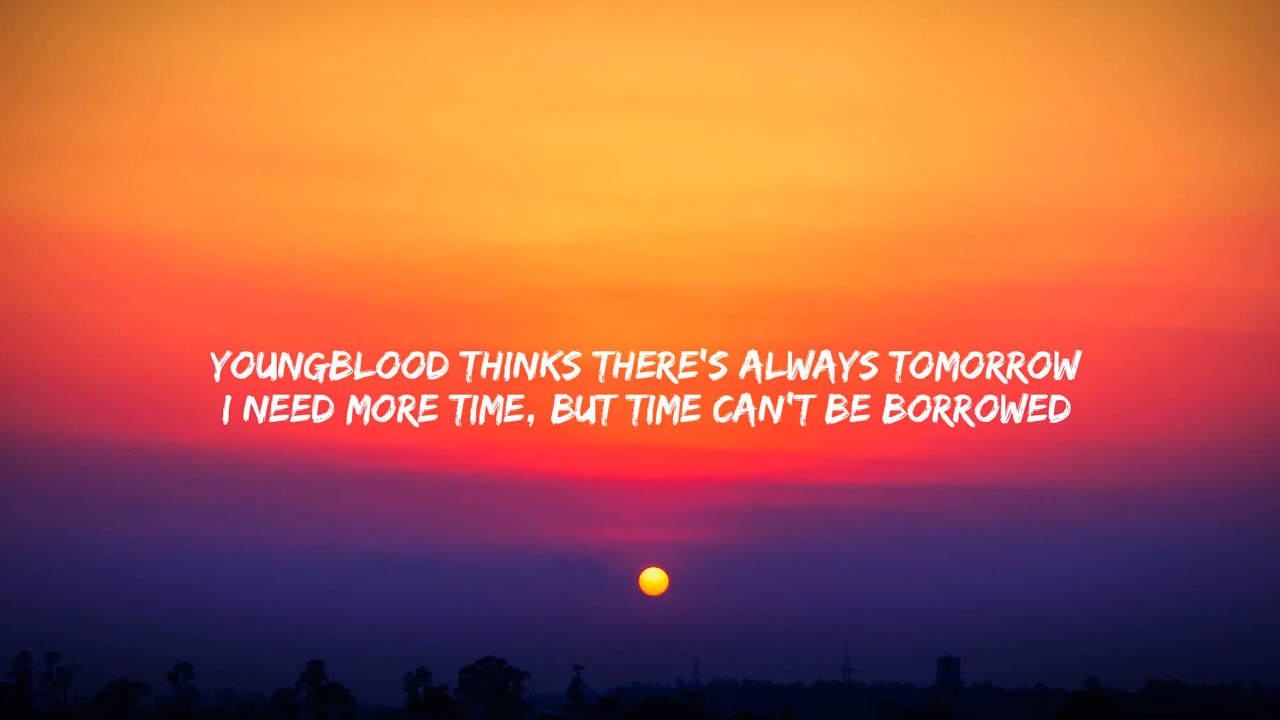 YOUNGBLOOD THINKS THERE'S ALWAYS TOMORROW
I NEED MORE TIME, BUT TIME CAN'T BE BORROWED